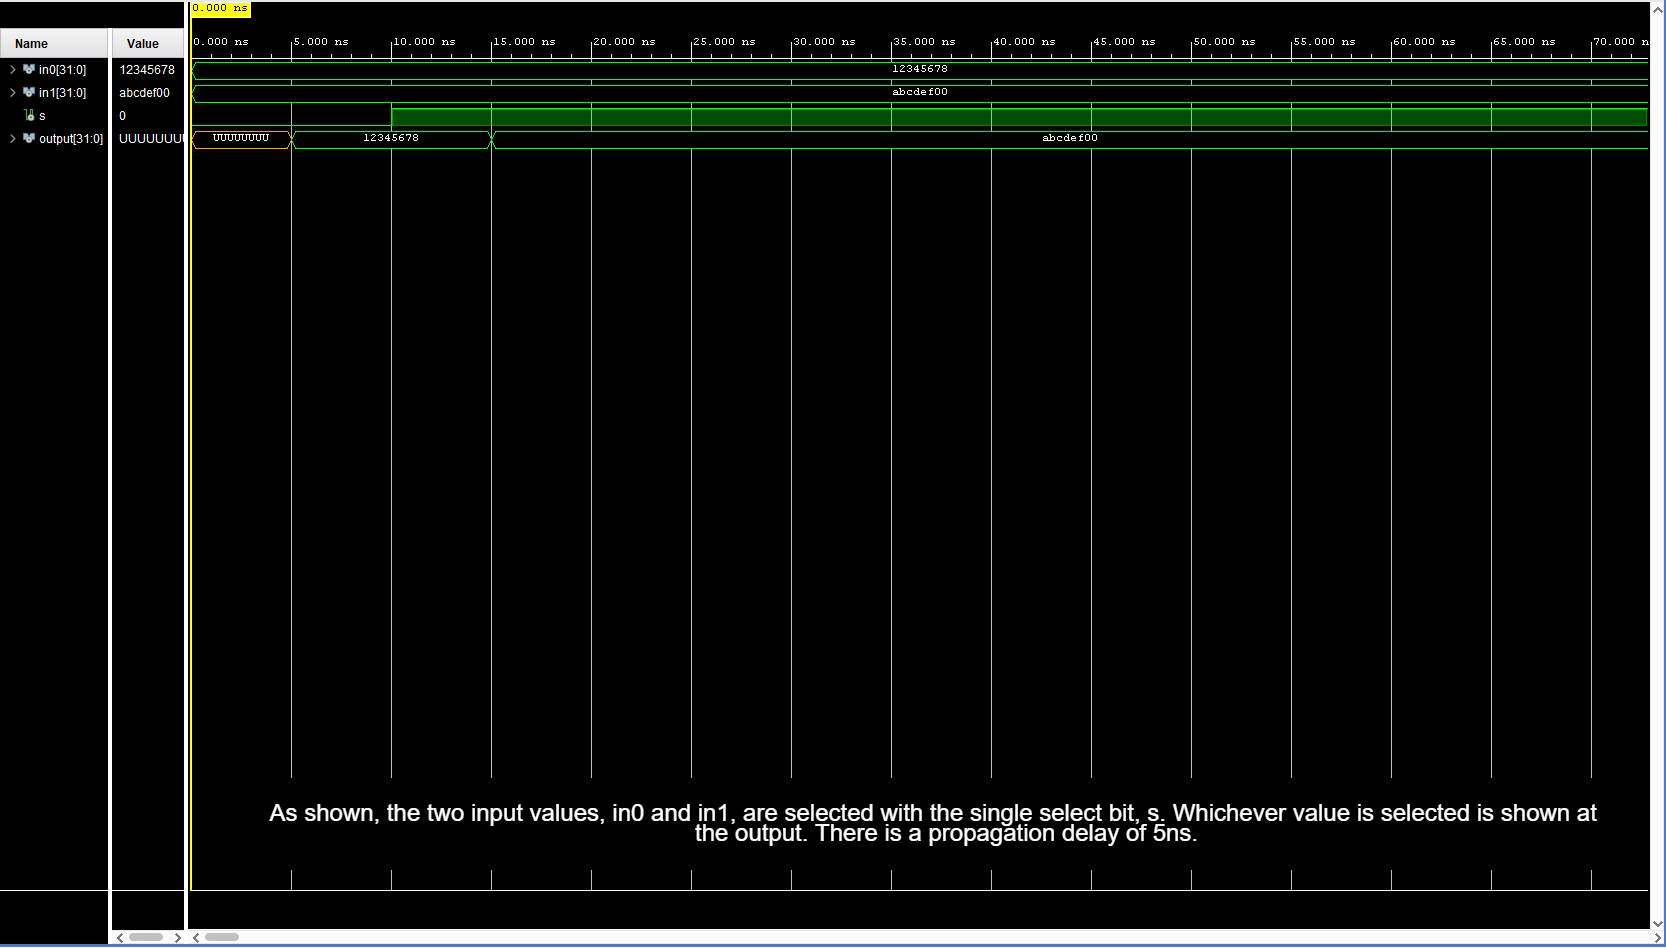 0.000 ns
Name Value
0.000 ns 5.000 ns 10.000 ns 15.000 ns 20.000 ns 25.000 ns 30.000 ns 35.000 ns 40.000 ns 45.000 ns 50.000 ns 55.000 ns 60.000 ns 65.000 ns 70.000 n
in0[31:0] 12345678 12345678
in1[31:0] abcdef00 abcdef00
s 0
output[31:0] UUUUUUU UUUUUUUU 12345678 abcdef00
As shown, the two input values, in0 and in1, are selected with the single select bit, s. Whichever value is selected is shown at
the output. There is a propagation delay of 5ns.